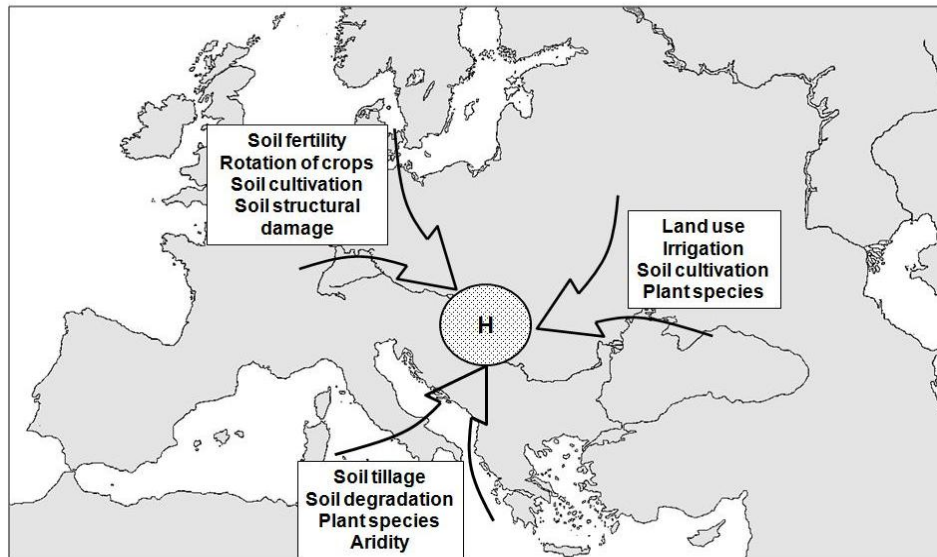 Soil fertility
Rotation of crops
Soil cultivation
Soil structural
damage
Land use
Irrigation
Soil cultivation
Plant species
H
Soil tillage
Soil degradation
Plant species
Aridity